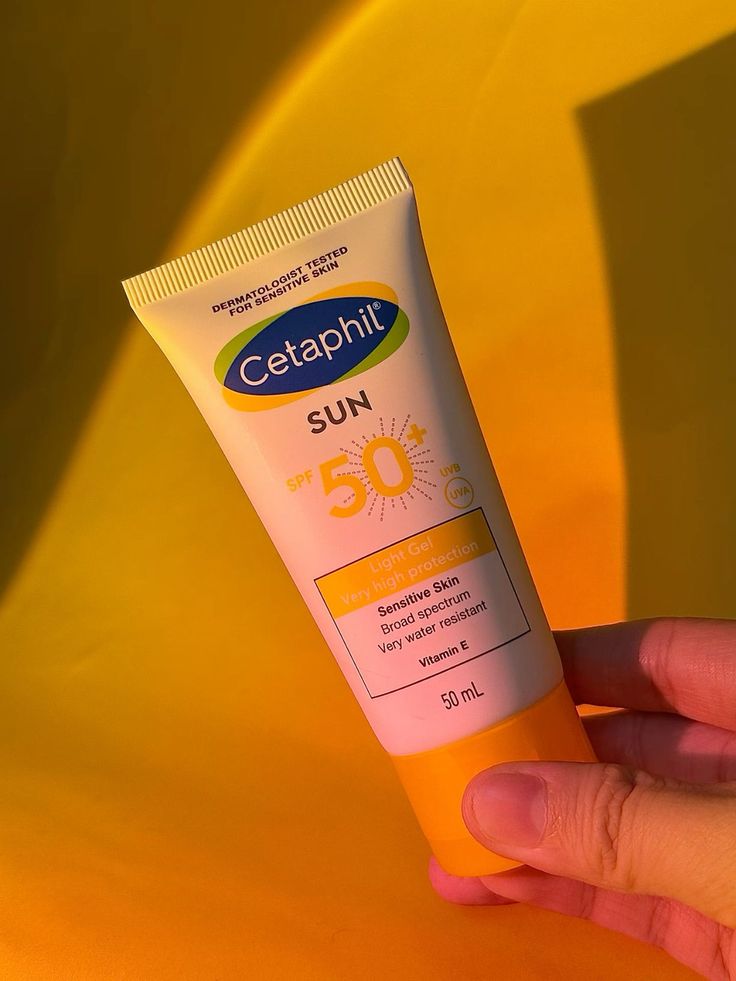 DERMATOLOGIST TESTED
FOR SENSITIVE SKIN
Cetaphil®
SUN
SPF 50+
UVB
UVA
Light Gel
Very high protection
Sensitive Skin
Broad spectrum
Very water resistant
Vitamin E
50 mL